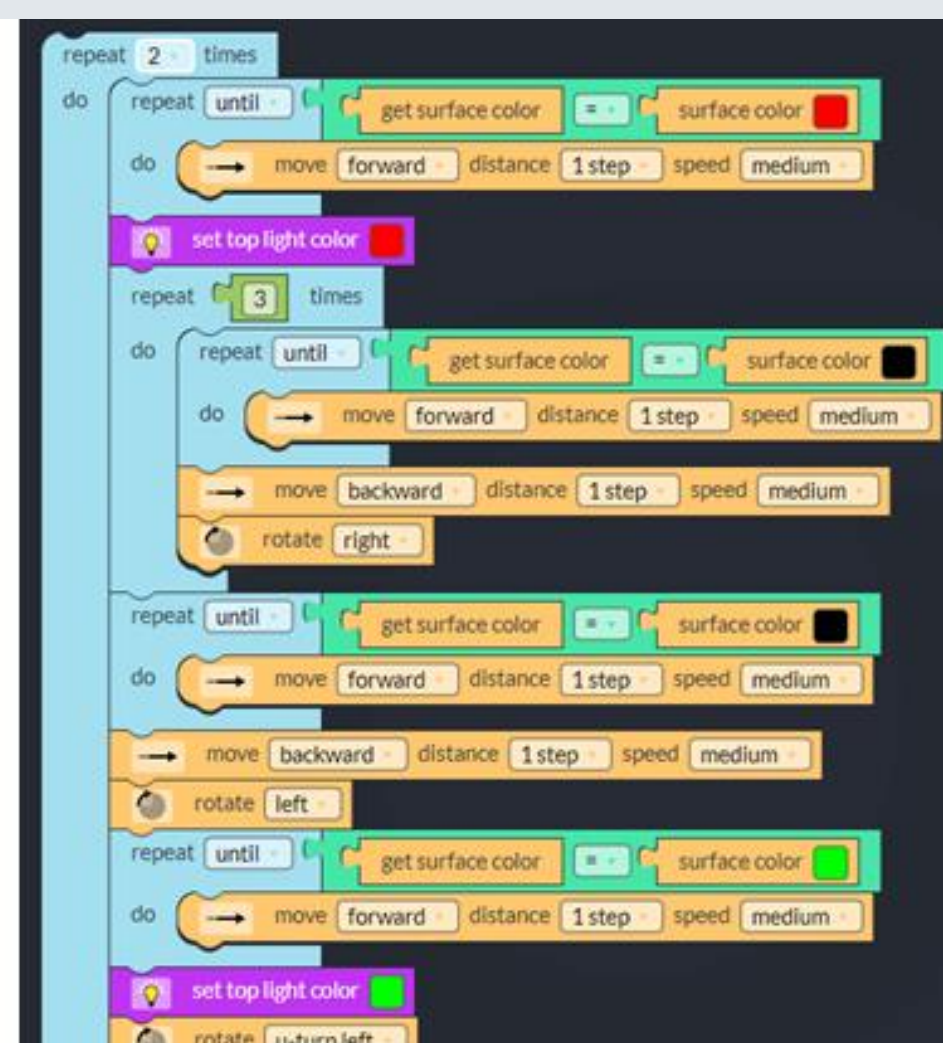 repeat 2 times
do repeat until get surface color = surface color
do move forward distance 1 step speed medium
set top light color
repeat 3 times
do repeat until get surface color = surface color
do move forward distance 1 step speed medium
move backward distance 1 step speed medium
rotate right
repeat until get surface color = surface color
do move forward distance 1 step speed medium
move backward distance 1 step speed medium
rotate left
repeat until get surface color = surface color
do move forward distance 1 step speed medium
set top light color
rotate u-turn left